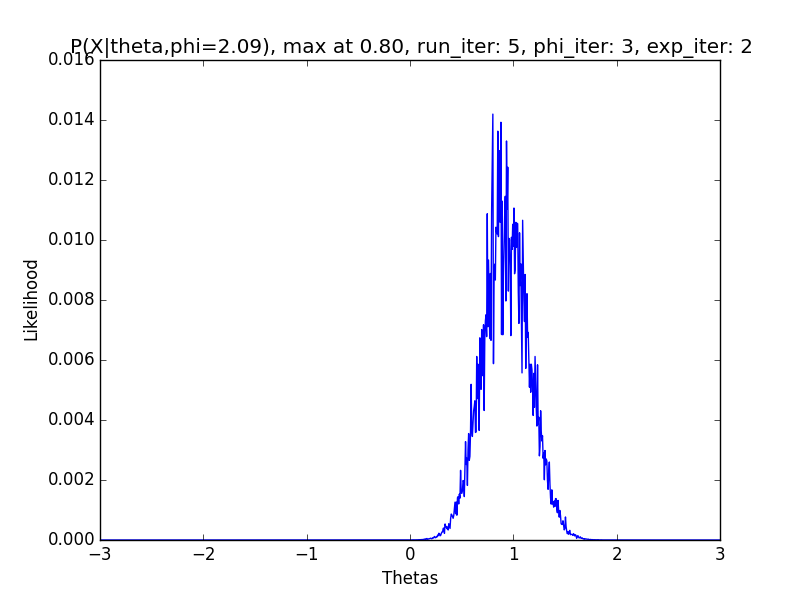 P(X|theta,phi=2.09), max at 0.80, run_iter: 5, phi_iter: 3, exp_iter: 2
0.016
0.014
0.012
0.010
0.008
0.006
0.004
0.002
0.000
Likelihood
−3 −2 −1 0 1 2 3
Thetas